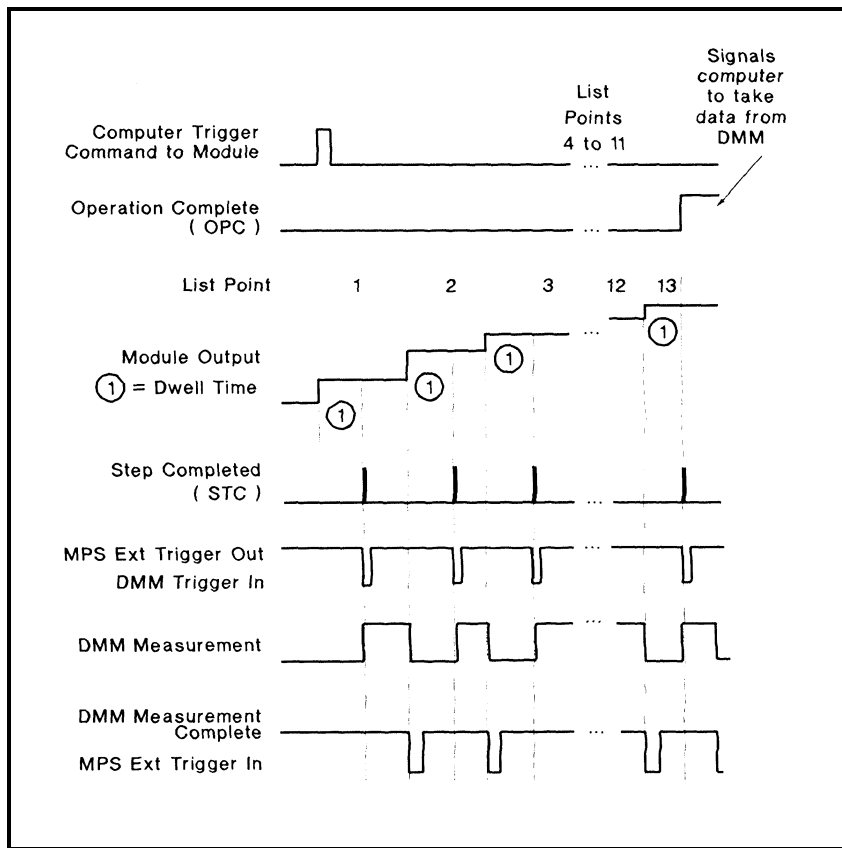 Signals
computer
to take
data from
DMM
List
Points
4 to 11
...
Computer Trigger
Command to Module
Operation Complete
( OPC )
...
List Point 1 2 3 12 13
...
Module Output
1 = Dwell Time
1
1
1
1
Step Completed
( STC )
...
MPS Ext Trigger Out
DMM Trigger In
...
DMM Measurement
...
DMM Measurement
Complete
...
MPS Ext Trigger In